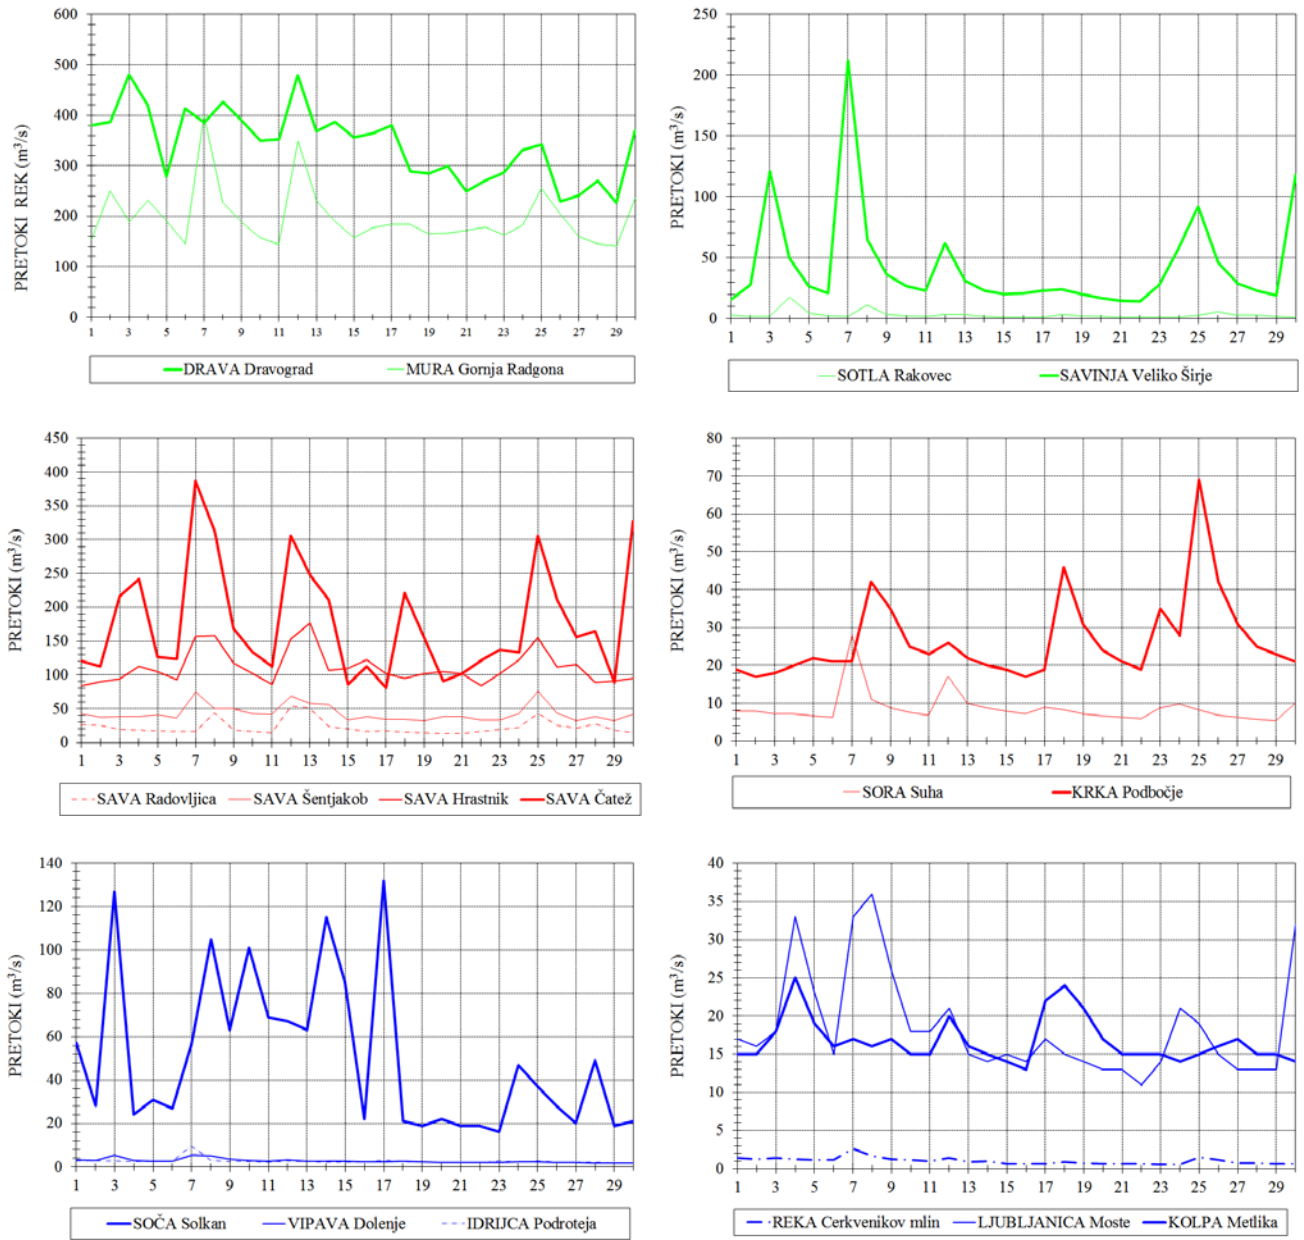 600
500
400
300
200
100
0
PRETOKI REK (m³/s)
1 3 5 7 9 11 13 15 17 19 21 23 25 27 29
DRAVA Dravograd MURA Gornja Radgona
250
200
150
100
50
0
PRETOKI (m³/s)
1 3 5 7 9 11 13 15 17 19 21 23 25 27 29
SOTLA Rakovec SAVINJA Veliko Širje
450
400
350
300
250
200
150
100
50
0
PRETOKI (m³/s)
1 3 5 7 9 11 13 15 17 19 21 23 25 27 29
SAVA Radovljica SAVA Šentjakob SAVA Hrastnik SAVA Čatež
80
70
60
50
40
30
20
10
0
PRETOKI (m³/s)
1 3 5 7 9 11 13 15 17 19 21 23 25 27 29
SORA Suha KRKA Podbočje
140
120
100
80
60
40
20
0
PRETOKI (m³/s)
1 3 5 7 9 11 13 15 17 19 21 23 25 27 29
SOČA Solkan VIPAVA Dolenje IDRIJCA Podroteja
40
35
30
25
20
15
10
5
0
PRETOKI (m³/s)
1 3 5 7 9 11 13 15 17 19 21 23 25 27 29
REKA Cerkvenikov mlin LJUBLJANICA Moste KOLPA Metlika